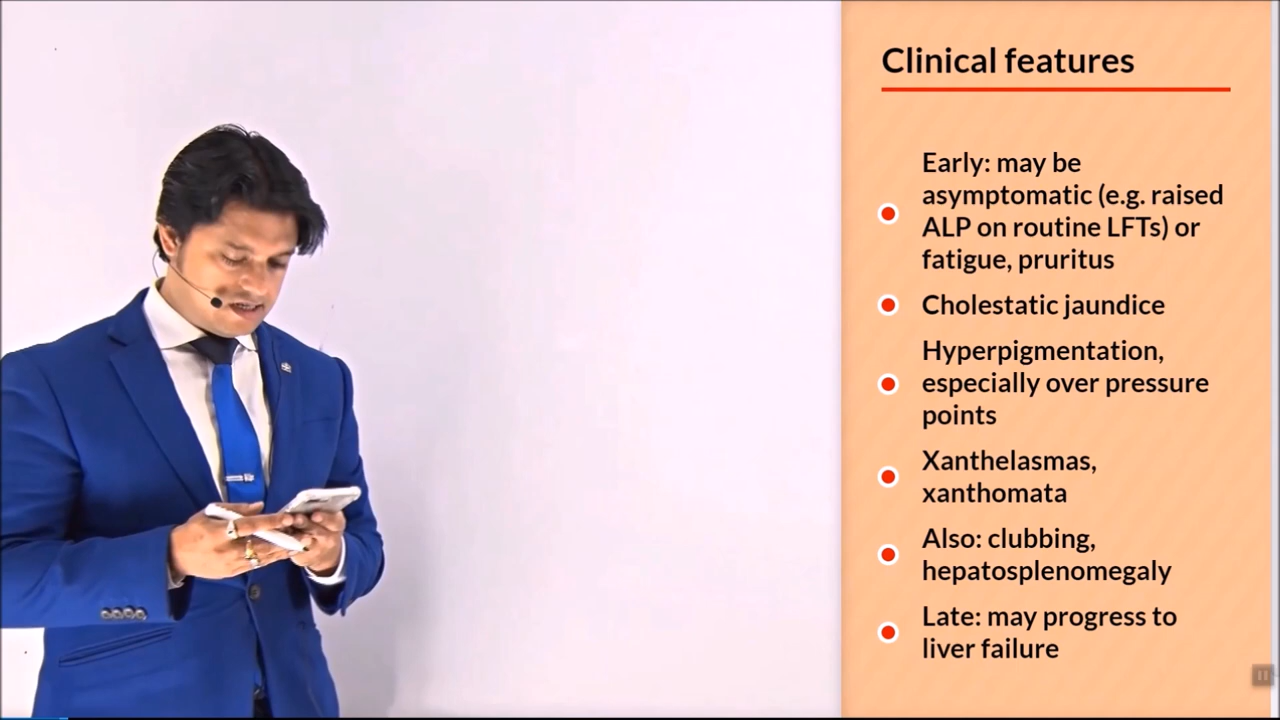 Clinical features
Early: may be
asymptomatic (e.g. raised
ALP on routine LFTs) or
fatigue, pruritus
Cholestatic jaundice
Hyperpigmentation,
especially over pressure
points
Xanthelasmas,
xanthomata
Also: clubbing,
hepatosplenomegaly
Late: may progress to
liver failure